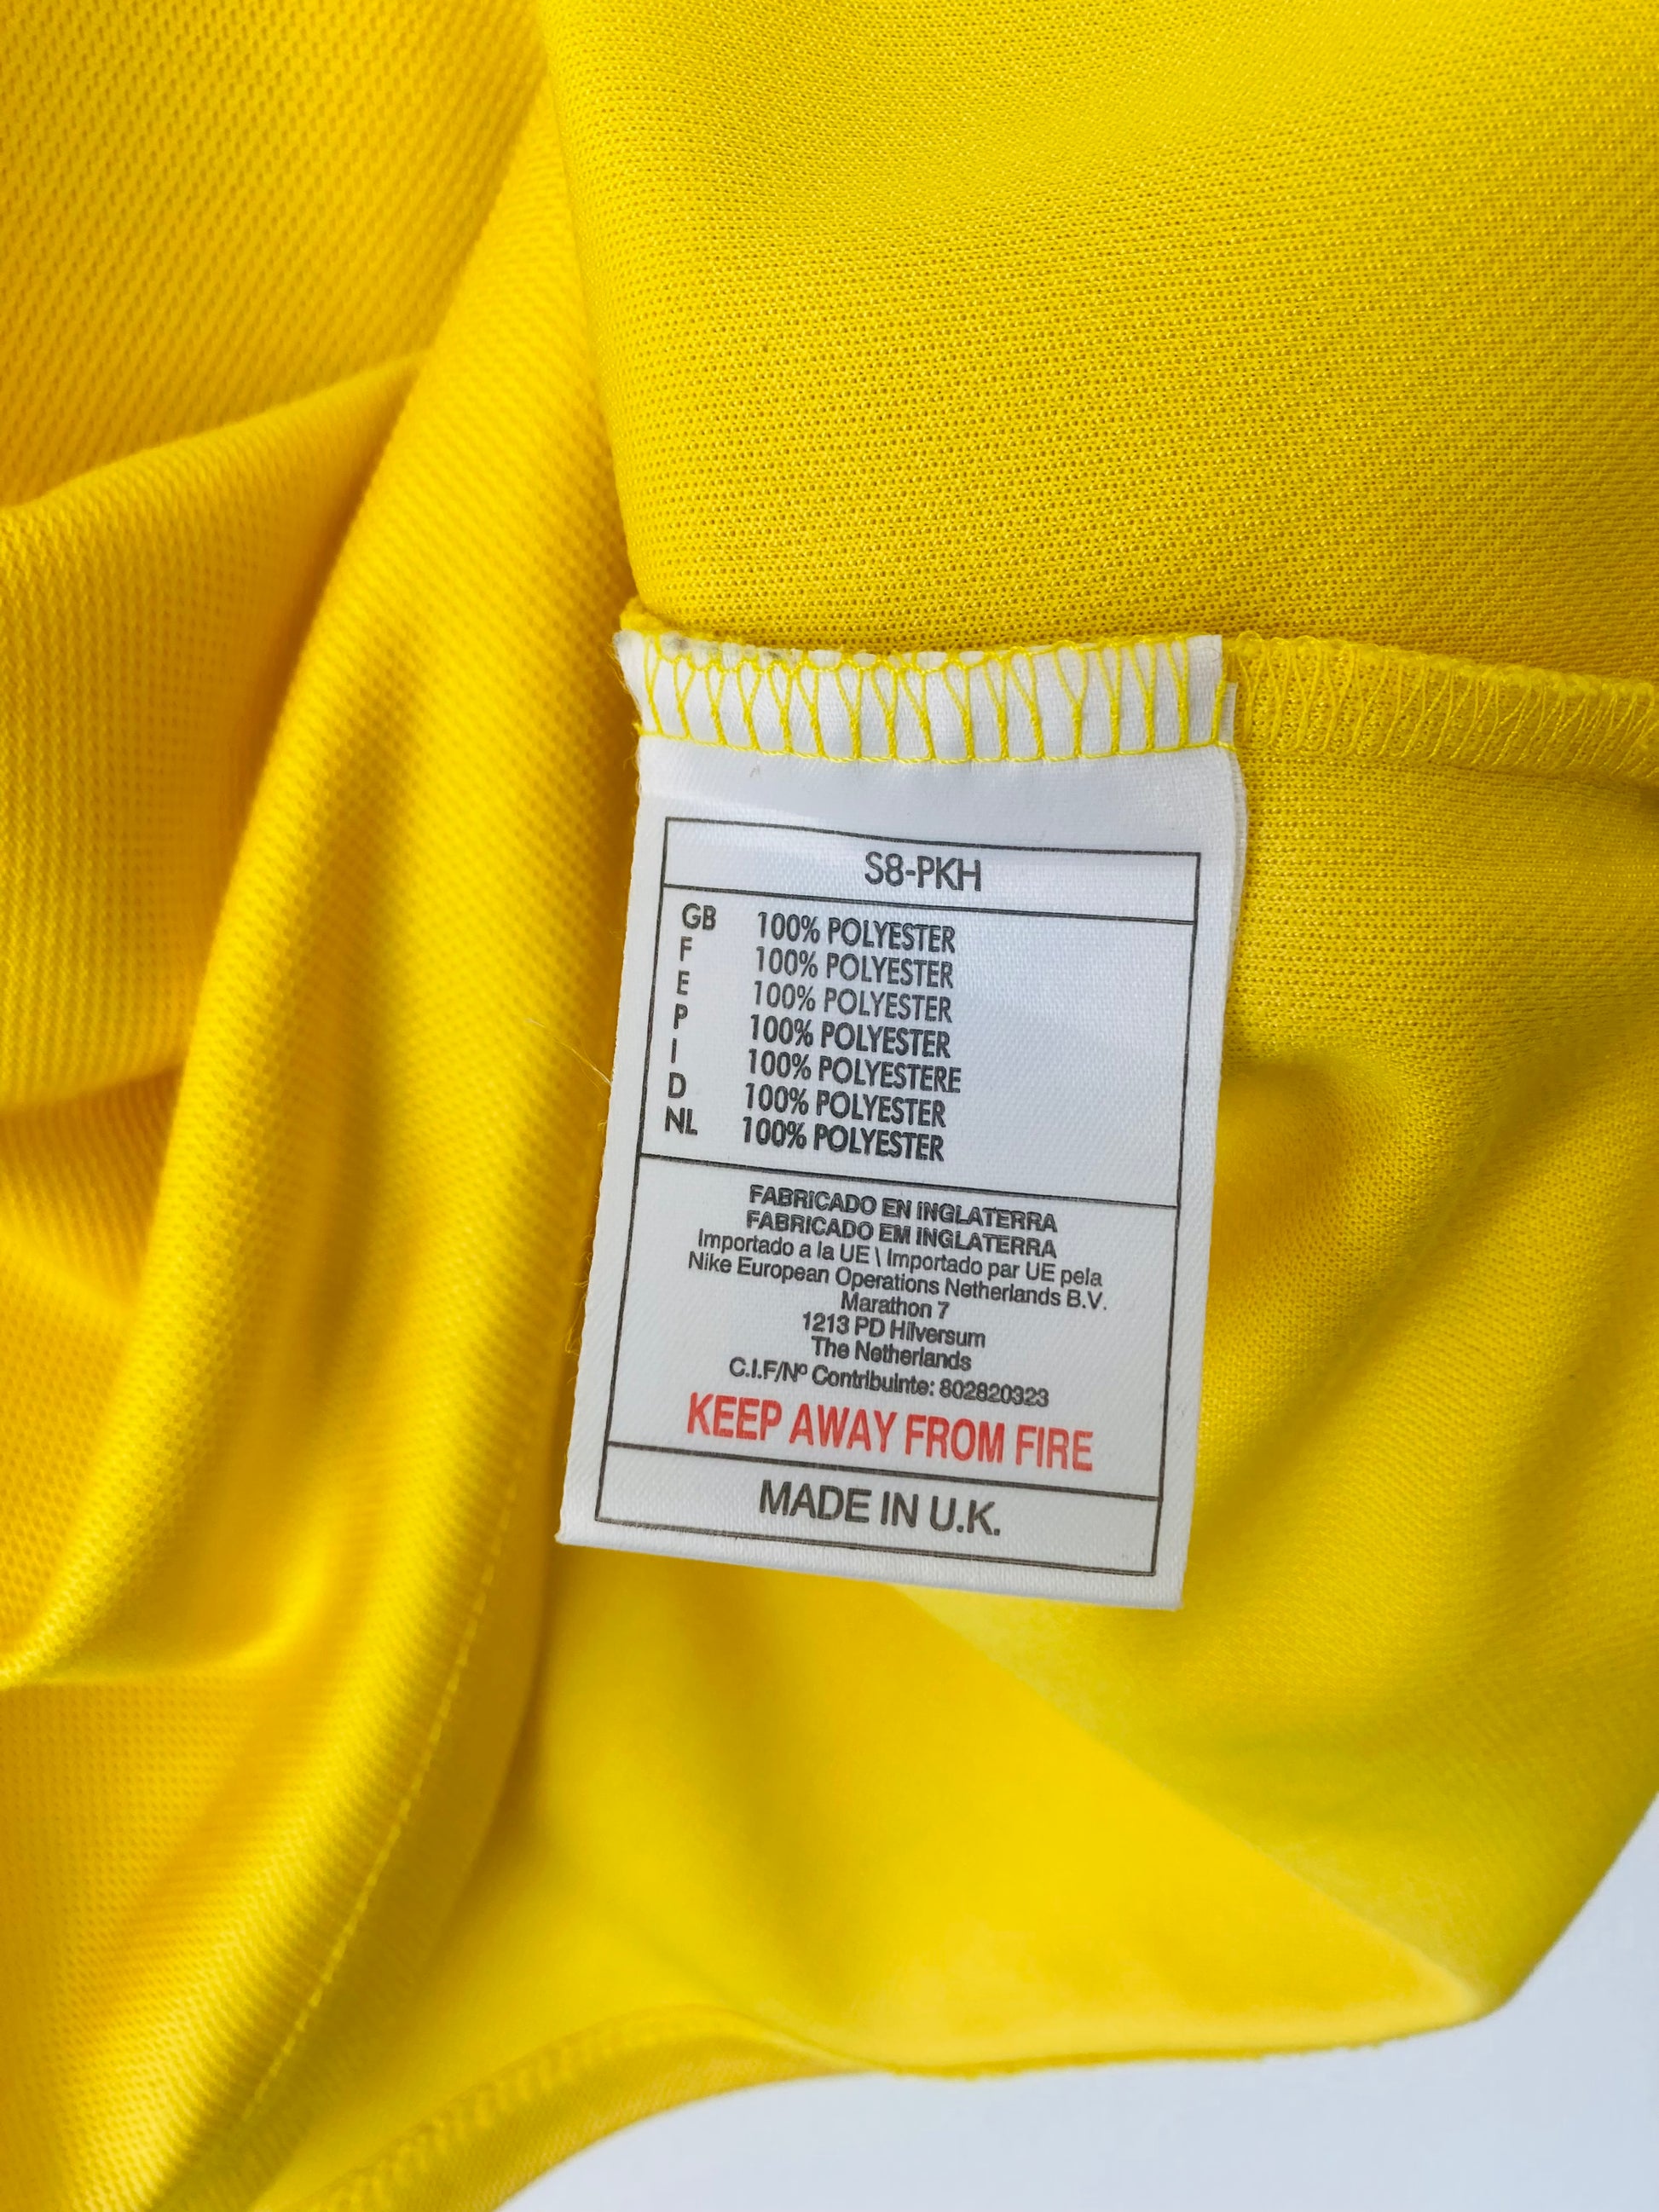 S8-PKH
GB 100% POLYESTER
F 100% POLYESTER
E 100% POLYESTER
P 100% POLYESTER
I 100% POLYESTERE
D 100% POLYESTER
NL 100% POLYESTER
FABRICADO EN INGLATERRA
FABRICADO EM INGLATERRA
Importado a la UE \ Importado par UE pela
Nike European Operations Netherlands B.V.
Marathon 7
1213 PD Hilversum
The Netherlands
C.I.F/Nº Contribuinte: 802820323
KEEP AWAY FROM FIRE
MADE IN U.K.